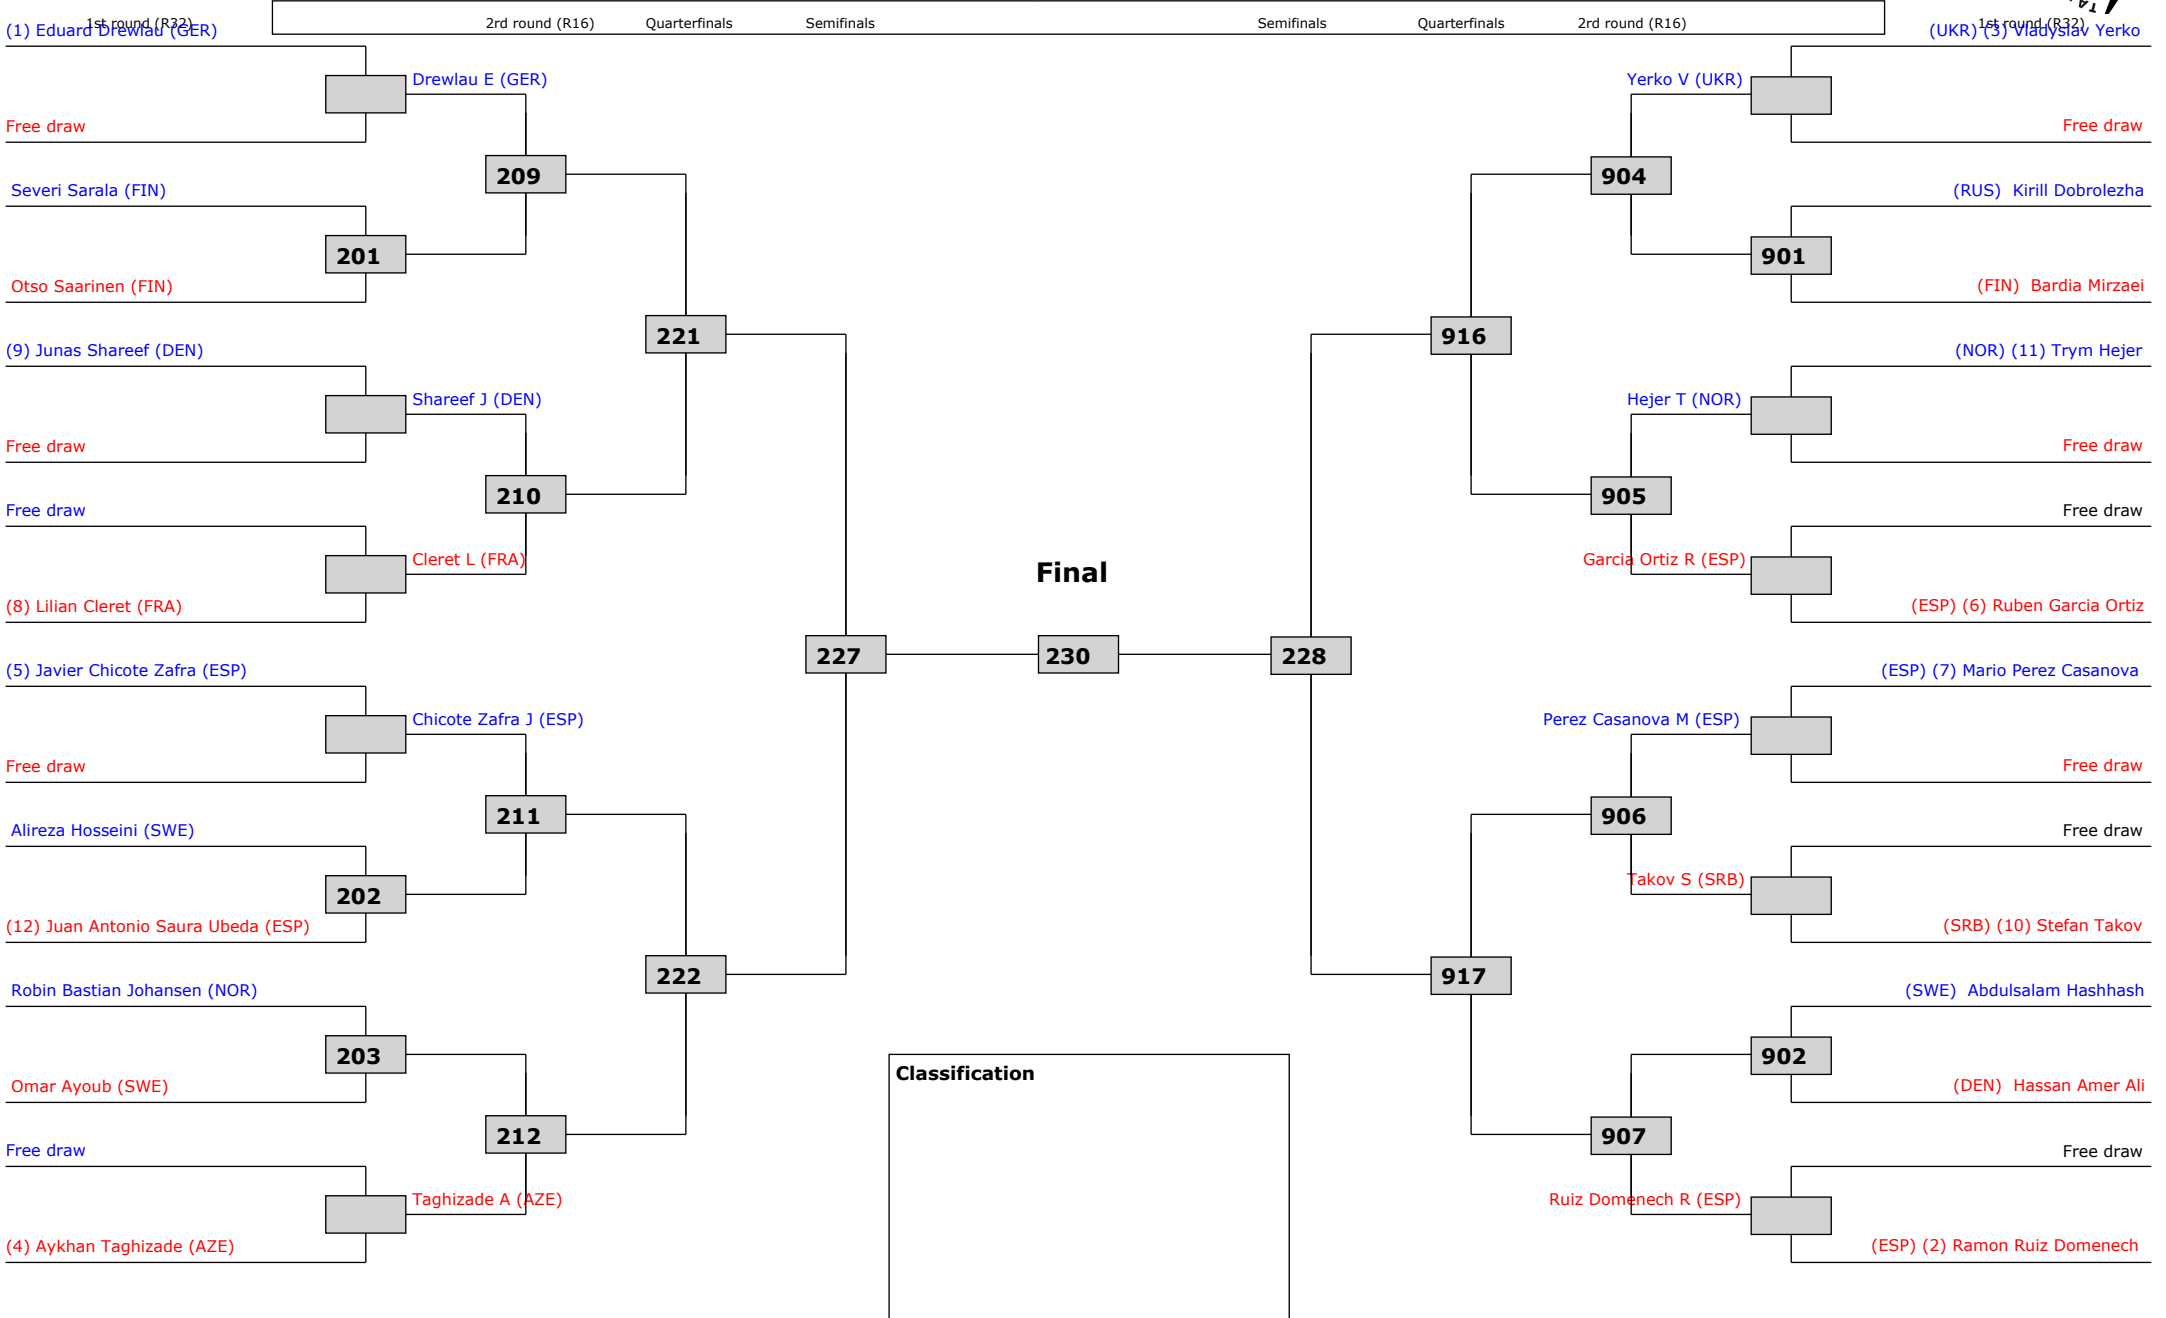 1st round (R32)
2nd round (R16)
Quarterfinals
Semifinals
Semifinals
Quarterfinals
2nd round (R16)
1st round (R32)
(1) Eduard Drewlau (GER)
Drewlau E (GER)
Free draw
209
Severi Sarala (FIN)
201
Otso Saarinen (FIN)
221
(9) Junas Shareef (DEN)
Shareef J (DEN)
Free draw
210
Free draw
Cleret L (FRA)
(8) Lilian Cleret (FRA)
227
(5) Javier Chicote Zafra (ESP)
Chicote Zafra J (ESP)
Free draw
211
Alireza Hosseini (SWE)
202
(12) Juan Antonio Saura Ubeda (ESP)
222
Robin Bastian Johansen (NOR)
203
Omar Ayoub (SWE)
212
Free draw
Taghizade A (AZE)
(4) Aykhan Taghizade (AZE)
Final
230
Classification
(UKR) (3) Vladyslav Yerko
Yerko V (UKR)
Free draw
904
(RUS) Kirill Dobrolezha
901
(FIN) Bardia Mirzaei
916
(NOR) (11) Trym Hejer
Hejer T (NOR)
Free draw
905
Free draw
Garcia Ortiz R (ESP)
(ESP) (6) Ruben Garcia Ortiz
228
(ESP) (7) Mario Perez Casanova
Perez Casanova M (ESP)
Free draw
906
Free draw
Takov S (SRB)
(SRB) (10) Stefan Takov
917
(SWE) Abdulsalam Hashhash
902
(DEN) Hassan Amer Ali
907
Free draw
Ruiz Domenech R (ESP)
(ESP) (2) Ramon Ruiz Domenech